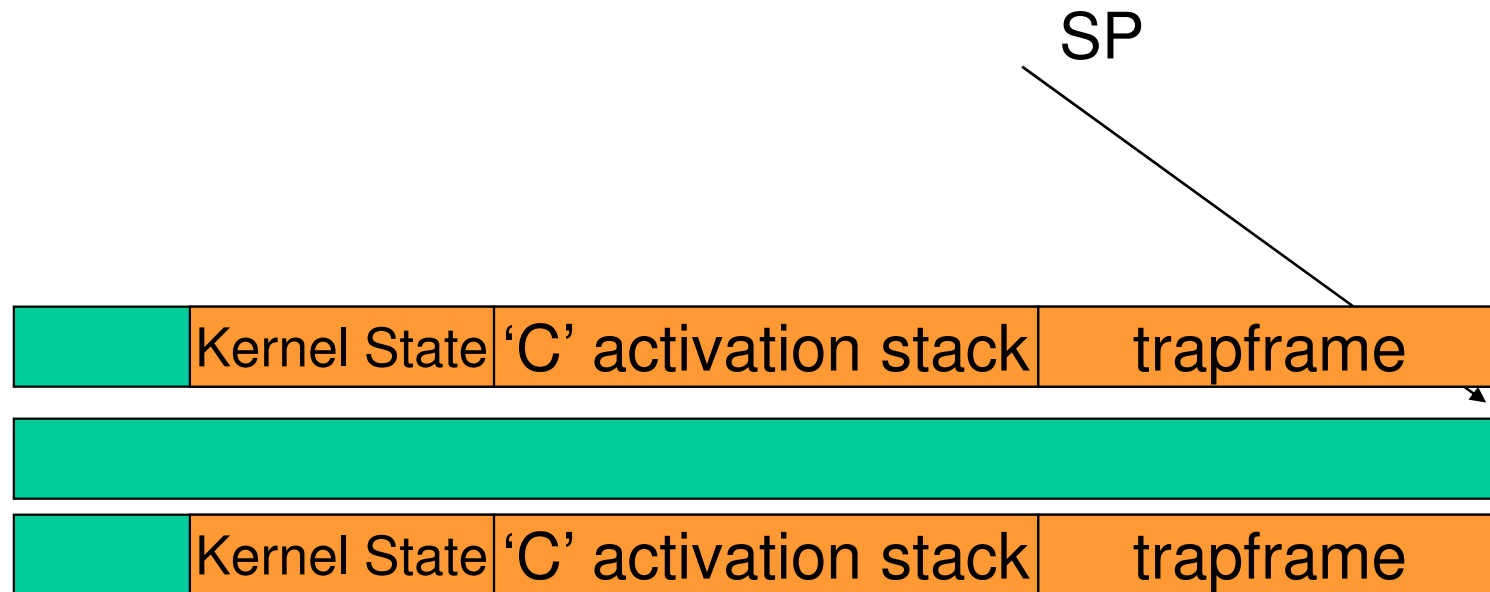 SP
Kernel State ‘C’ activation stack trapframe
Kernel State ‘C’ activation stack trapframe